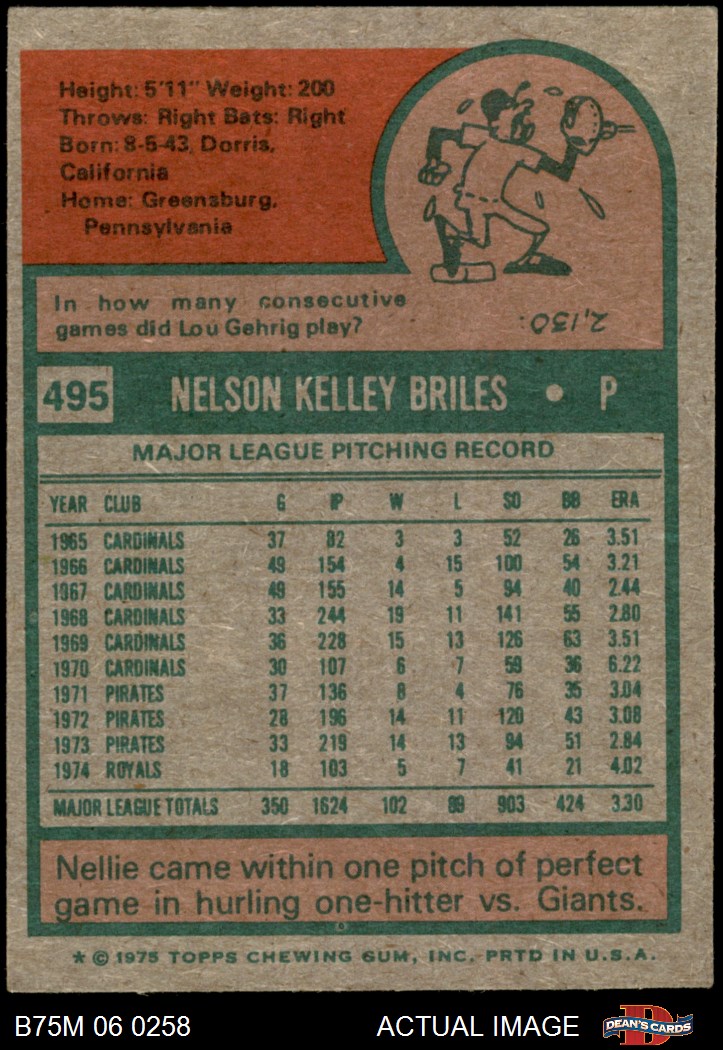 Height: 5'11" Weight: 200
Throws: Right Bats: Right
Born: 8-5-43, Dorris,
California
Home: Greensburg,
Pennsylvania
In how many consecutive
games did Lou Gehrig play?
2,130.
495 NELSON KELLEY BRILES • P
MAJOR LEAGUE PITCHING RECORD
YEAR CLUB G IP W L SO BB ERA
1965 CARDINALS 37 82 3 3 52 26 3.51
1966 CARDINALS 49 154 4 15 100 54 3.21
1967 CARDINALS 49 155 14 5 94 40 2.44
1968 CARDINALS 33 244 19 11 141 55 2.80
1969 CARDINALS 36 228 15 13 126 63 3.51
1970 CARDINALS 30 107 6 7 59 36 6.22
1971 PIRATES 37 136 8 4 76 35 3.04
1972 PIRATES 28 196 14 11 120 43 3.08
1973 PIRATES 33 219 14 13 94 51 2.84
1974 ROYALS 18 103 5 7 41 21 4.02
MAJOR LEAGUE TOTALS 350 1624 102 89 903 424 3.30
Nellie came within one pitch of perfect
game in hurling one-hitter vs. Giants.
* © 1975 TOPPS CHEWING GUM, INC. PRTD IN U.S.A.
B75M 06 0258 ACTUAL IMAGE D DEAN'S CARDS